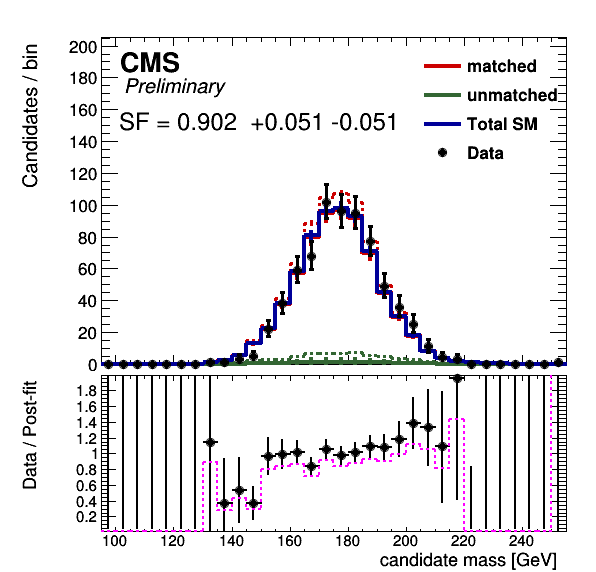 CMS
Preliminary
SF = 0.902 +0.051 -0.051
matched
unmatched
Total SM
Data
Candidates / bin
200
180
160
140
120
100
80
60
40
20
0
Data / Post-fit
1.8
1.6
1.4
1.2
1
0.8
0.6
0.4
0.2
100 120 140 160 180 200 220 240
candidate mass [GeV]